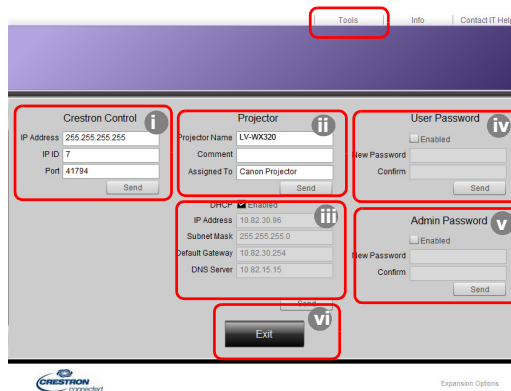 Tools Info Contact IT Help
Crestron Control
i
IP Address 255.255.255.255
IP ID 7
Port 41794
Send
Projector
ii
Projector Name LV-WX320
Comment
Assigned To Canon Projector
Send
DHCP Enabled
iii
IP Address 10.82.30.96
Subnet Mask 255.255.255.0
Default Gateway 10.82.30.254
DNS Server 10.82.15.15
Send
User Password
iv
Enabled
New Password
Confirm
Send
Admin Password
v
Enabled
New Password
Confirm
Send
vi
Exit
CRESTRON
connected
Expansion Options